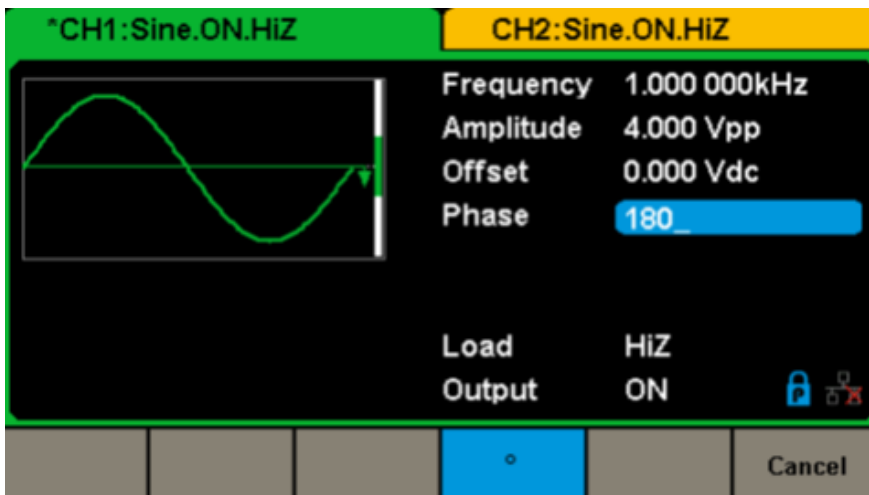 *CH1:Sine.ON.HiZ
CH2:Sine.ON.HiZ
Frequency 1.000 000kHz
Amplitude 4.000 Vpp
Offset 0.000 Vdc
Phase 180_
Load HiZ
Output ON
P
° Cancel